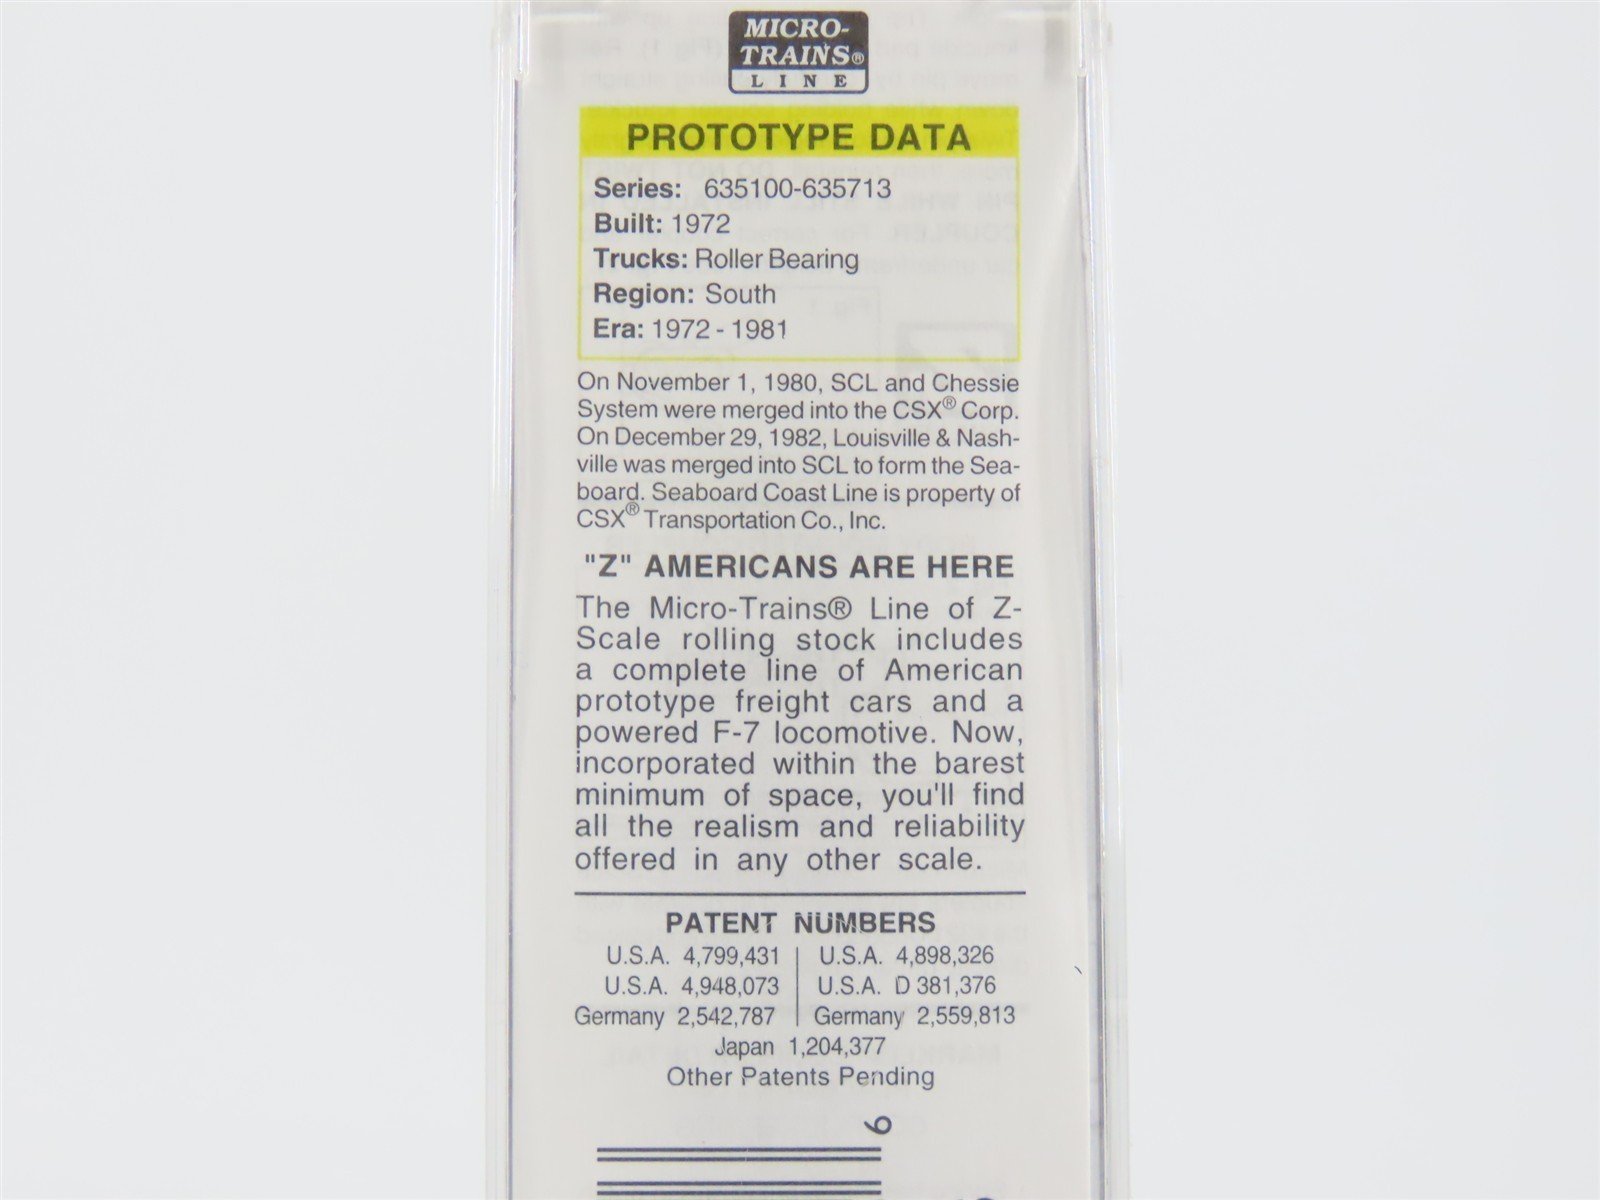 MICRO-
TRAINS®
LINE
PROTOTYPE DATA
Series: 635100-635713
Built: 1972
Trucks: Roller Bearing
Region: South
Era: 1972 - 1981
On November 1, 1980, SCL and Chessie
System were merged into the CSX® Corp.
On December 29, 1982, Louisville & Nash-
ville was merged into SCL to form the Sea-
board. Seaboard Coast Line is property of
CSX® Transportation Co., Inc.
"Z" AMERICANS ARE HERE
The Micro-Trains® Line of Z-
Scale rolling stock includes
a complete line of American
prototype freight cars and a
powered F-7 locomotive. Now,
incorporated within the barest
minimum of space, you'll find
all the realism and reliability
offered in any other scale.
PATENT NUMBERS
U.S.A. 4,799,431 | U.S.A. 4,898,326
U.S.A. 4,948,073 | U.S.A. D 381,376
Germany 2,542,787 | Germany 2,559,813
Japan 1,204,377
Other Patents Pending
6